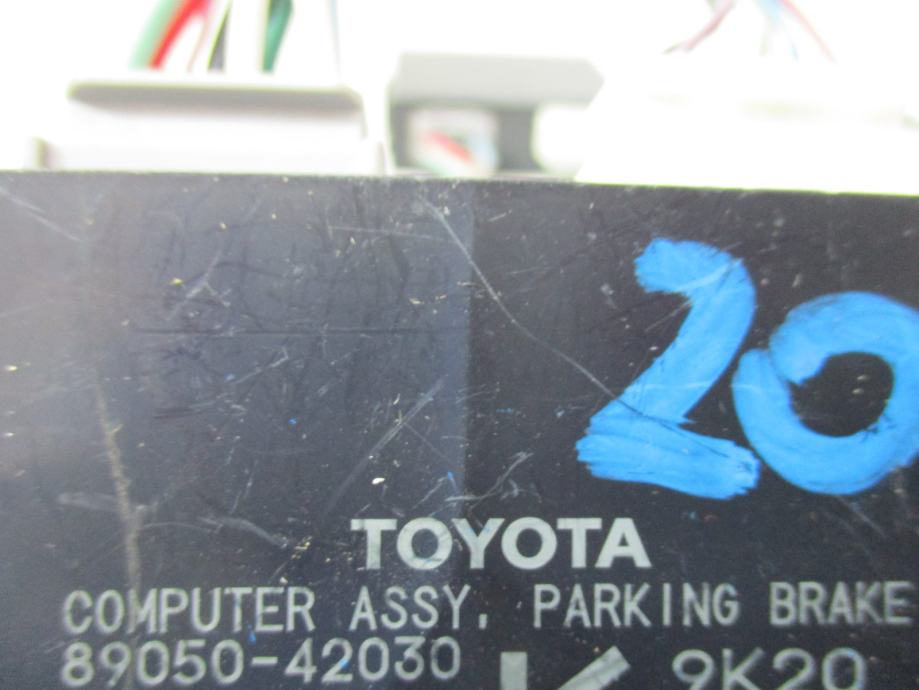 20
TOYOTA
COMPUTER ASSY, PARKING BRAKE
89050-42030 9K20